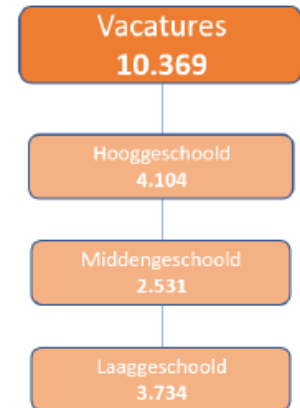 Vacatures
10.369
Hooggeschoold
4.104
Middengeschoold
2.531
Laaggeschoold
3.734